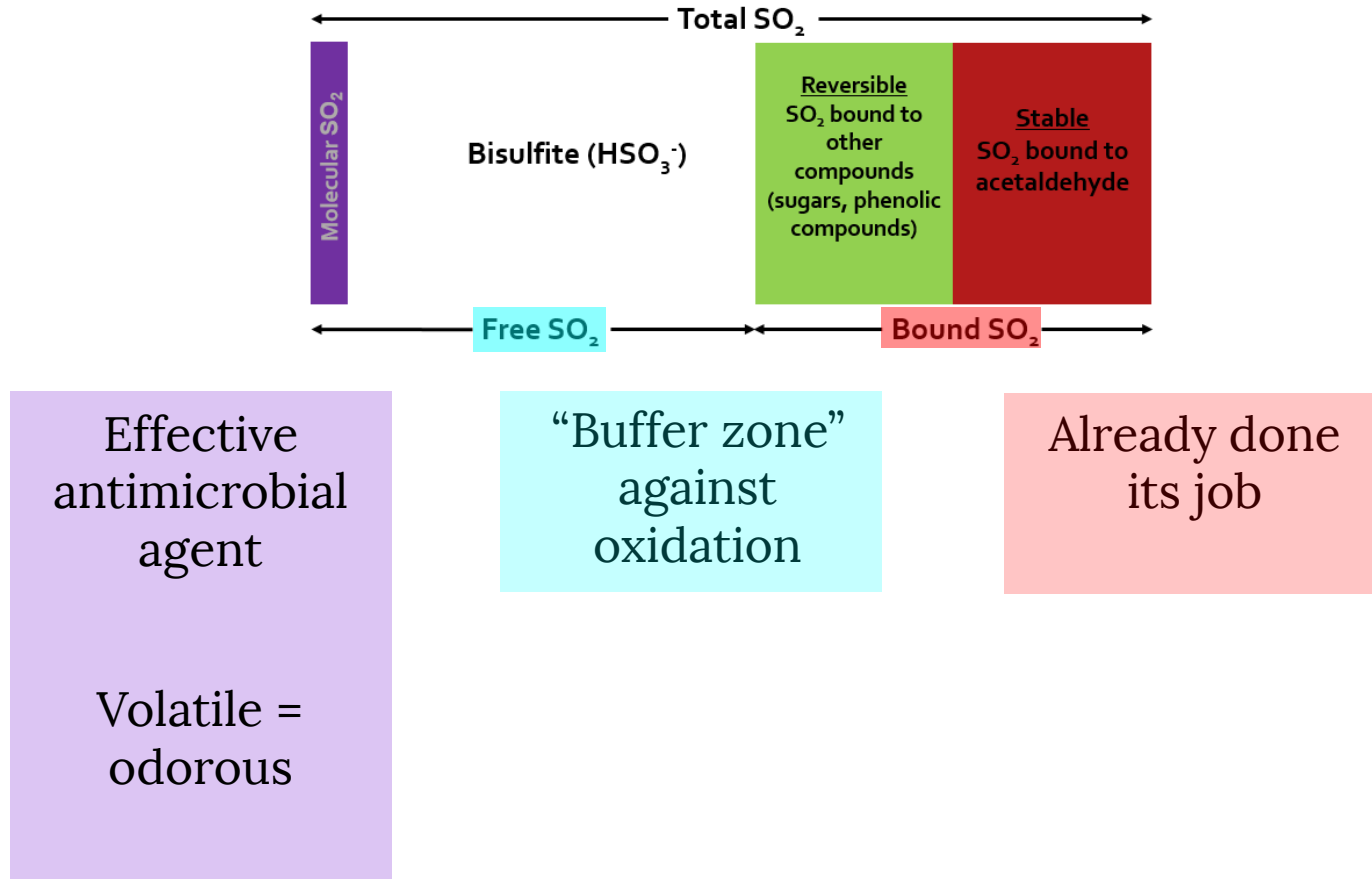 Total SO₂
Molecular SO₂
Bisulfite (HSO₃⁻)
Reversible
SO₂ bound to
other
compounds
(sugars, phenolic
compounds)
Stable
SO₂ bound to
acetaldehyde
Free SO₂
Bound SO₂
Effective
antimicrobial
agent
Volatile =
odorous
“Buffer zone”
against
oxidation
Already done
its job